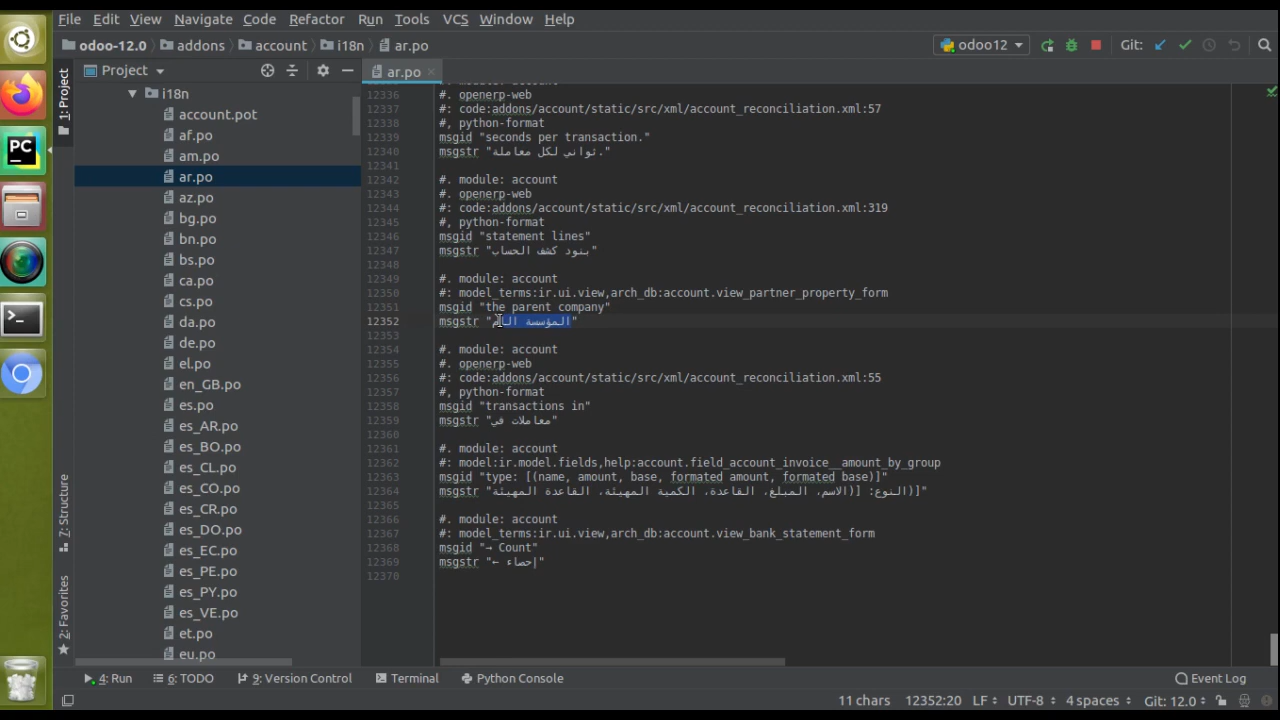 File Edit View Navigate Code Refactor Run Tools VCS Window Help
odoo-12.0 addons account i18n ar.po odoo12 Git:
Project ar.po
1: Project
i18n
account.pot
af.po
am.po
ar.po
az.po
bg.po
bn.po
bs.po
ca.po
cs.po
da.po
de.po
el.po
en_GB.po
es.po
es_AR.po
es_BO.po
es_CL.po
es_CO.po
es_CR.po
es_DO.po
es_EC.po
es_PE.po
es_PY.po
es_VE.po
et.po
eu.po
7: Structure
2: Favorites
PC
12336 #. openerp-web
12337 #: code:addons/account/static/src/xml/account_reconciliation.xml:57
12338 #, python-format
12339 msgid "seconds per transaction."
12340 msgstr "ثواني لكل معاملة."
12341
12342 #. module: account
12343 #. openerp-web
12344 #: code:addons/account/static/src/xml/account_reconciliation.xml:319
12345 #, python-format
12346 msgid "statement lines"
12347 msgstr "بنود كشف الحساب"
12348
12349 #. module: account
12350 #: model_terms:ir.ui.view,arch_db:account.view_partner_property_form
12351 msgid "the parent company"
12352 msgstr "المؤسسة الأم"
12353
12354 #. module: account
12355 #. openerp-web
12356 #: code:addons/account/static/src/xml/account_reconciliation.xml:55
12357 #, python-format
12358 msgid "transactions in"
12359 msgstr "معاملات في"
12360
12361 #. module: account
12362 #: model:ir.model.fields,help:account.field_account_invoice__amount_by_group
12363 msgid "type: [(name, amount, base, formated amount, formated base)]"
12364 msgstr "النوع: [(الاسم، المبلغ، القاعدة، الكمية المهيئة، القاعدة المهيئة)]"
12365
12366 #. module: account
12367 #: model_terms:ir.ui.view,arch_db:account.view_bank_statement_form
12368 msgid "→ Count"
12369 msgstr "← إحصاء"
12370
4: Run 6: TODO 9: Version Control Terminal Python Console Event Log
11 chars 12352:20 LF UTF-8 4 spaces Git: 12.0